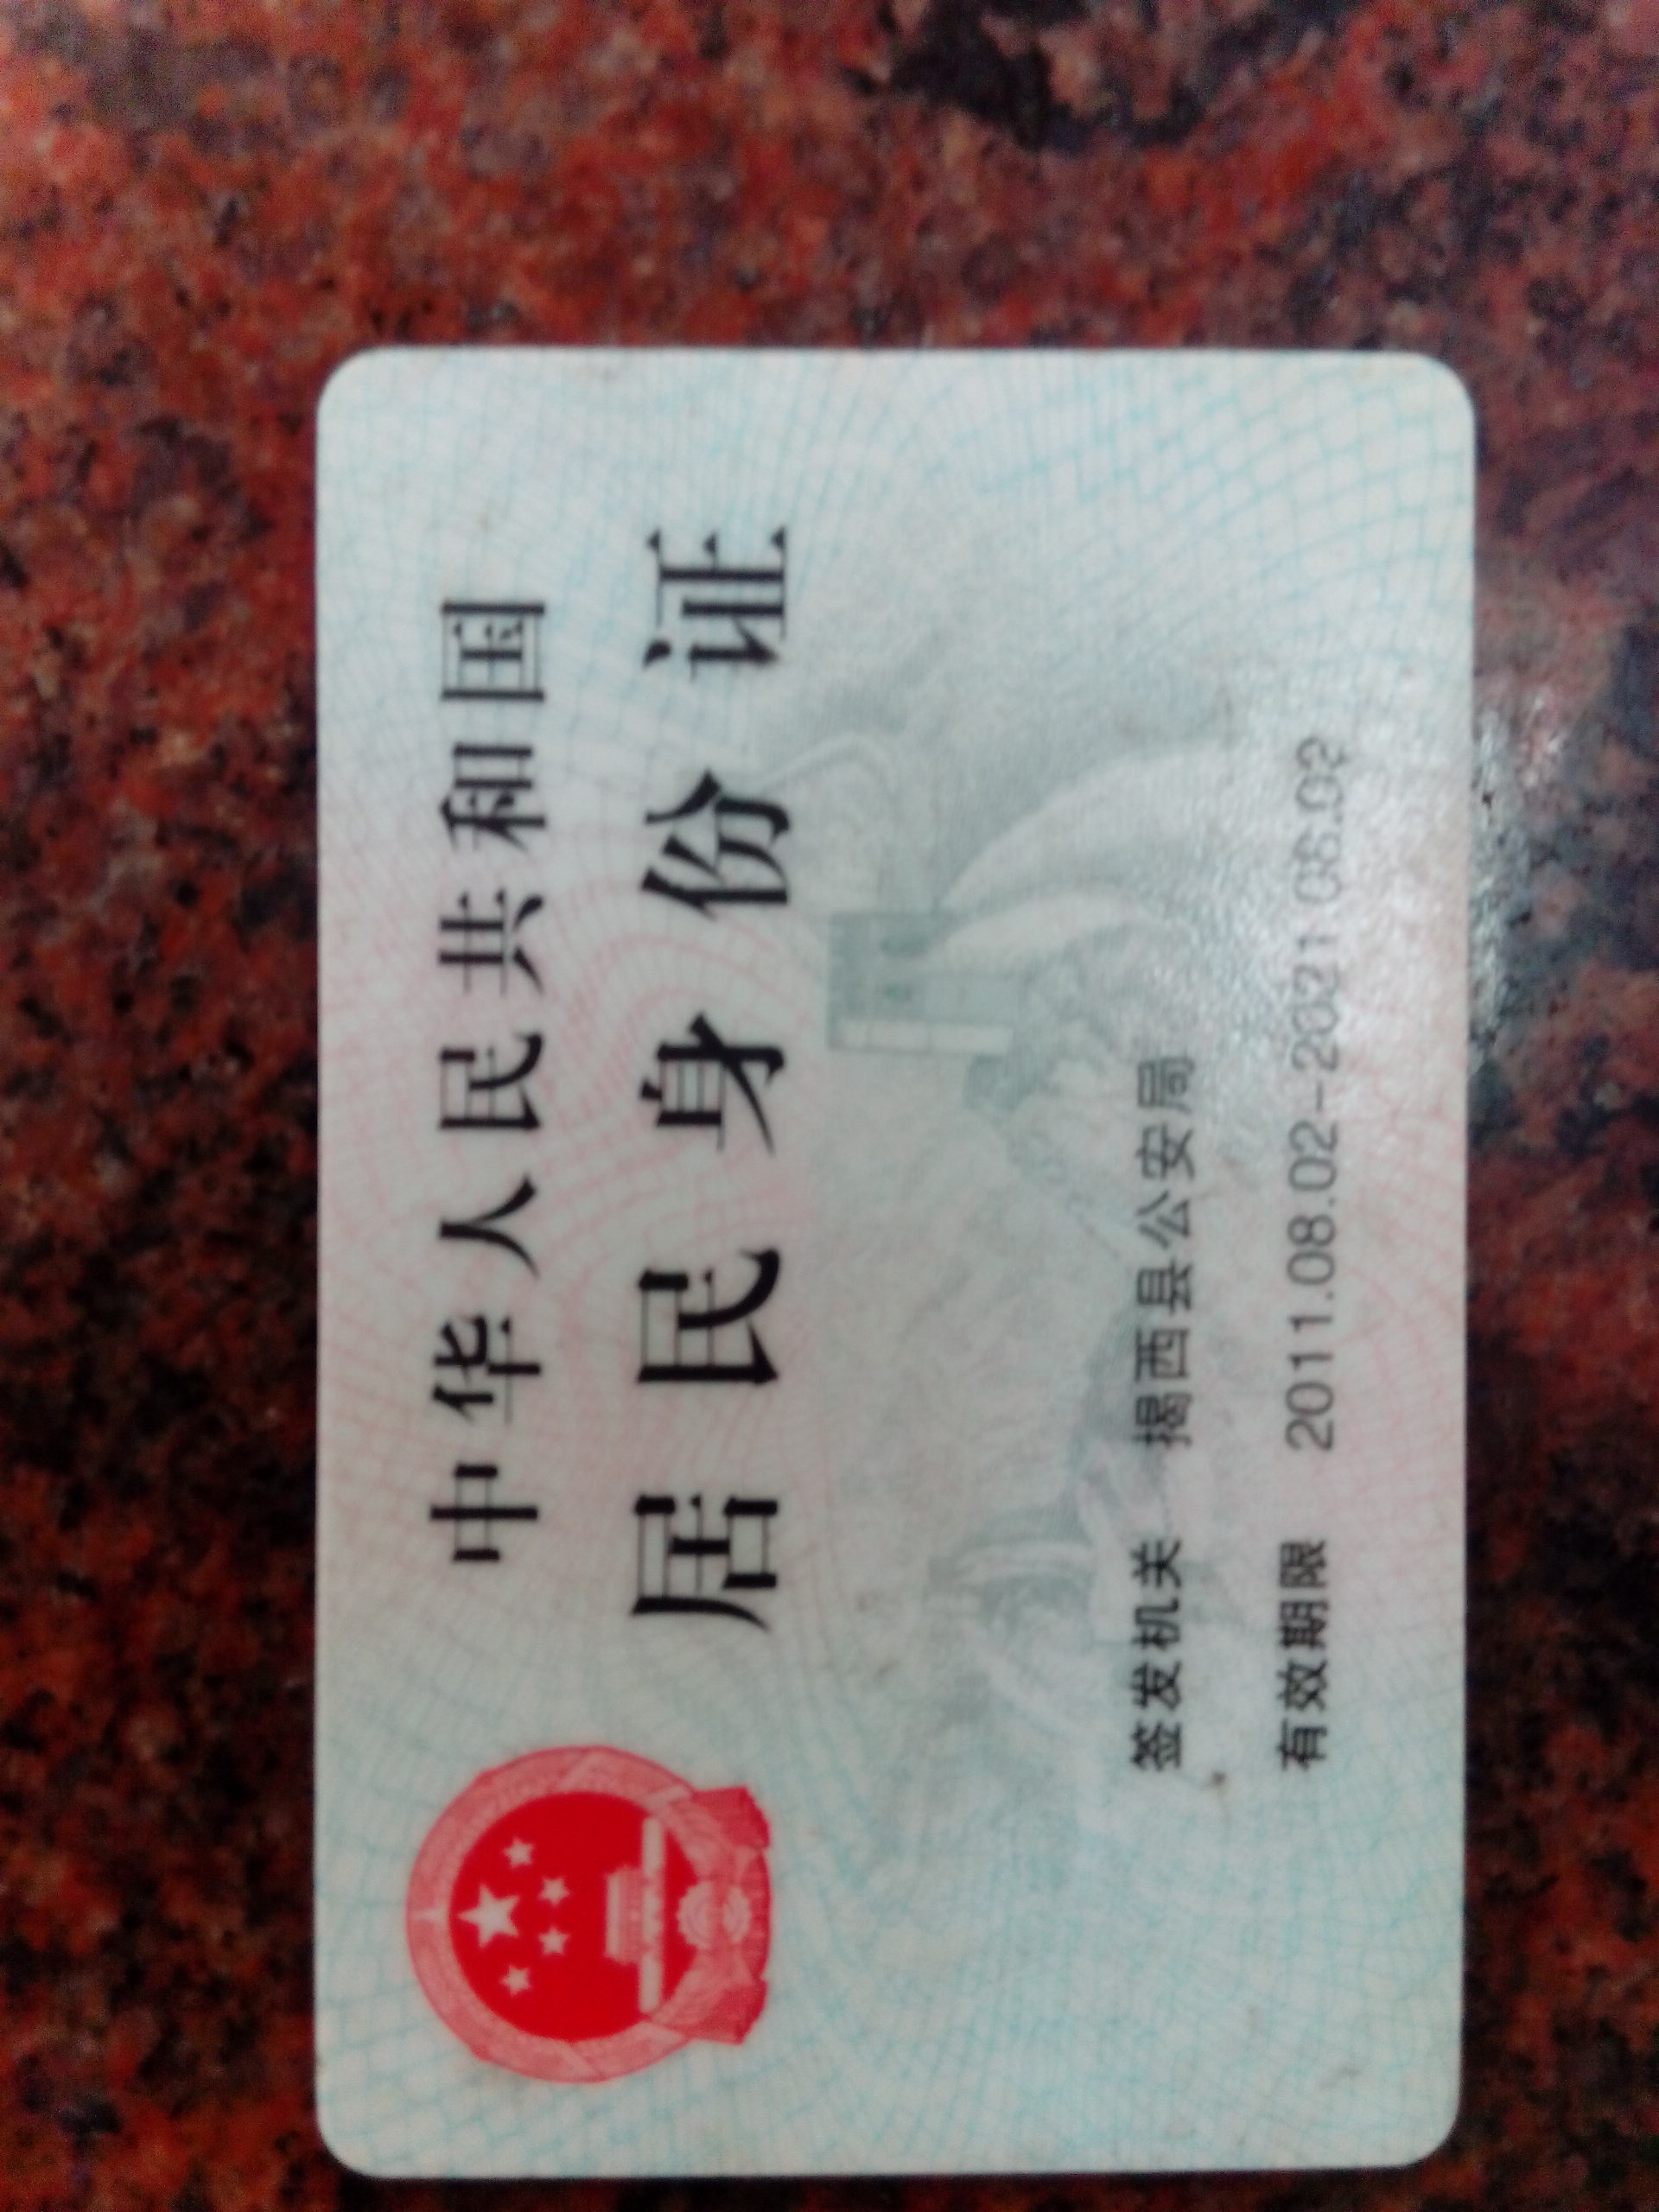 中华人民共和国
居民身份证
签发机关 揭西县公安局
有效期限 2011.08.02-2021.08.02